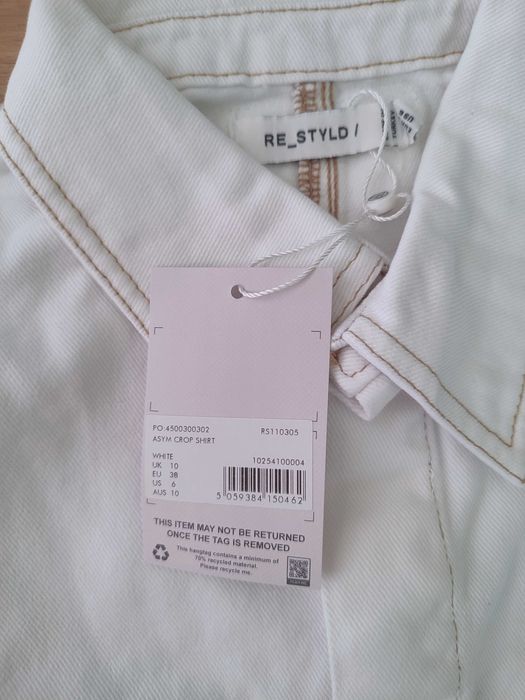 RE_STYLD /
PO:4500300302 RS110305
ASYM CROP SHIRT
WHITE 10254100004
UK 10
EU 38
US 6
AUS 10
5 059384 150462
THIS ITEM MAY NOT BE RETURNED
ONCE THE TAG IS REMOVED
This hangtag contains a minimum of
70% recycled material.
Please recycle me.